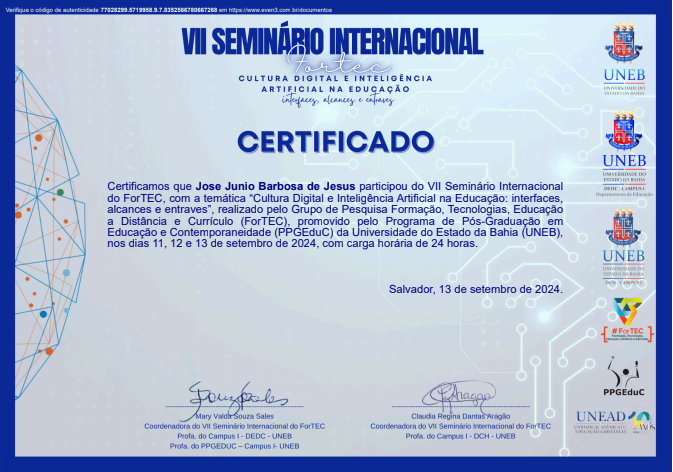 Verifique o código de autenticidade 77028299.5719958.9.7.8352566780667268 em https://www.even3.com.br/documentos
VII SEMINÁRIO INTERNACIONAL
Fortec
CULTURA DIGITAL E INTELIGÊNCIA
ARTIFICIAL NA EDUCAÇÃO
interfaces, alcances e entraves
CERTIFICADO
Certificamos que Jose Junio Barbosa de Jesus participou do VII Seminário Internacional
do ForTEC, com a temática “Cultura Digital e Inteligência Artificial na Educação: interfaces,
alcances e entraves”, realizado pelo Grupo de Pesquisa Formação, Tecnologias, Educação
a Distância e Currículo (ForTEC), promovido pelo Programa de Pós-Graduação em
Educação e Contemporaneidade (PPGEduC) da Universidade do Estado da Bahia (UNEB),
nos dias 11, 12 e 13 de setembro de 2024, com carga horária de 24 horas.
Salvador, 13 de setembro de 2024.
Mary Valda Souza Sales
Coordenadora do VII Seminário Internacional do ForTEC
Profa. do Campus I - DEDC - UNEB
Profa. do PPGEDUC – Campus I- UNEB
Claudia Regina Dantas Aragão
Coordenadora do VII Seminário Internacional do ForTEC
Profa. do Campus I - DCH - UNEB
UNEB
UNIVERSIDADE DO
ESTADO DA BAHIA
UNEB
UNIVERSIDADE DO
ESTADO DA BAHIA
DEDC - CAMPUS I
Departamento de Educação
UNEB
UNIVERSIDADE DO
ESTADO DA BAHIA
DCH - CAMPUS I
#ForTEC
PPGEduC
UNEAD